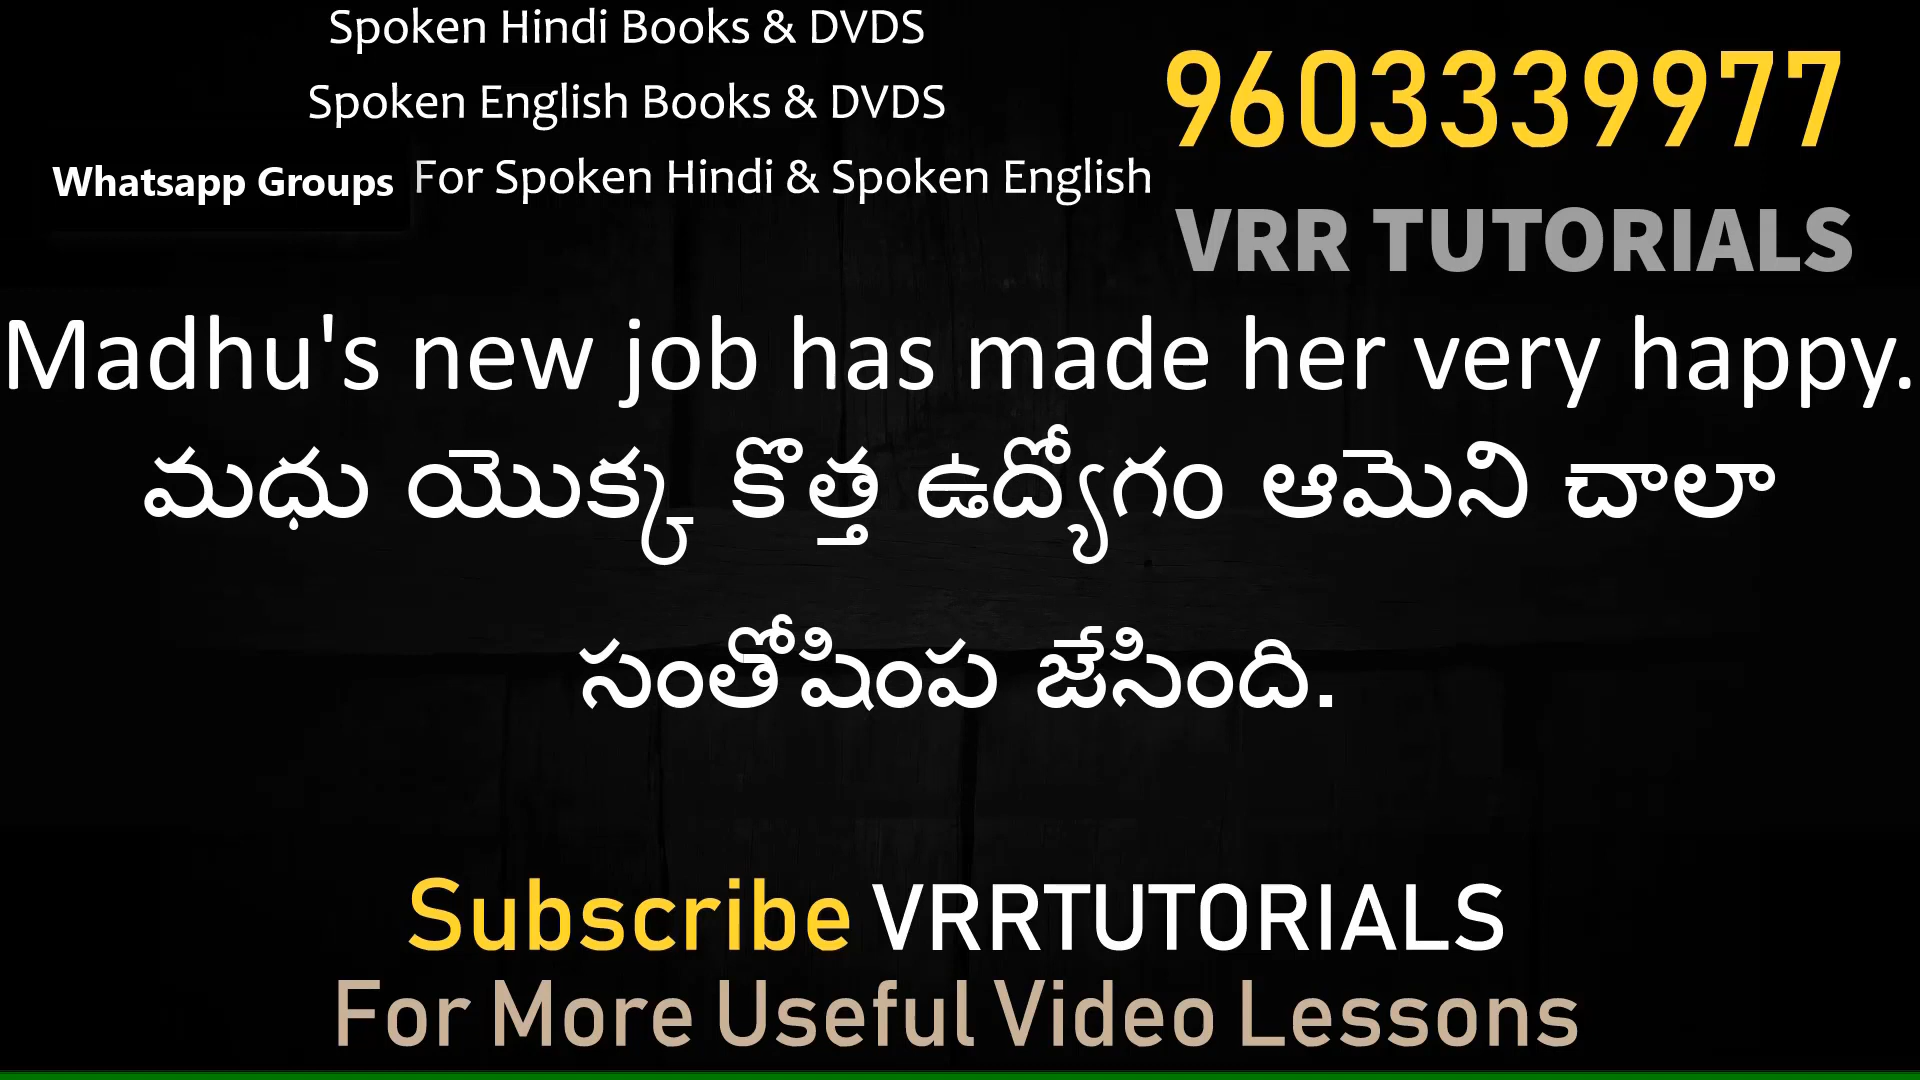 Spoken Hindi Books & DVDS
Spoken English Books & DVDS
Whatsapp Groups For Spoken Hindi & Spoken English
9603339977
VRR TUTORIALS
Madhu's new job has made her very happy.
మధు యొక్క కొత్త ఉద్యోగం ఆమెని చాలా
సంతోషింప జేసింది.
Subscribe VRRTUTORIALS
For More Useful Video Lessons